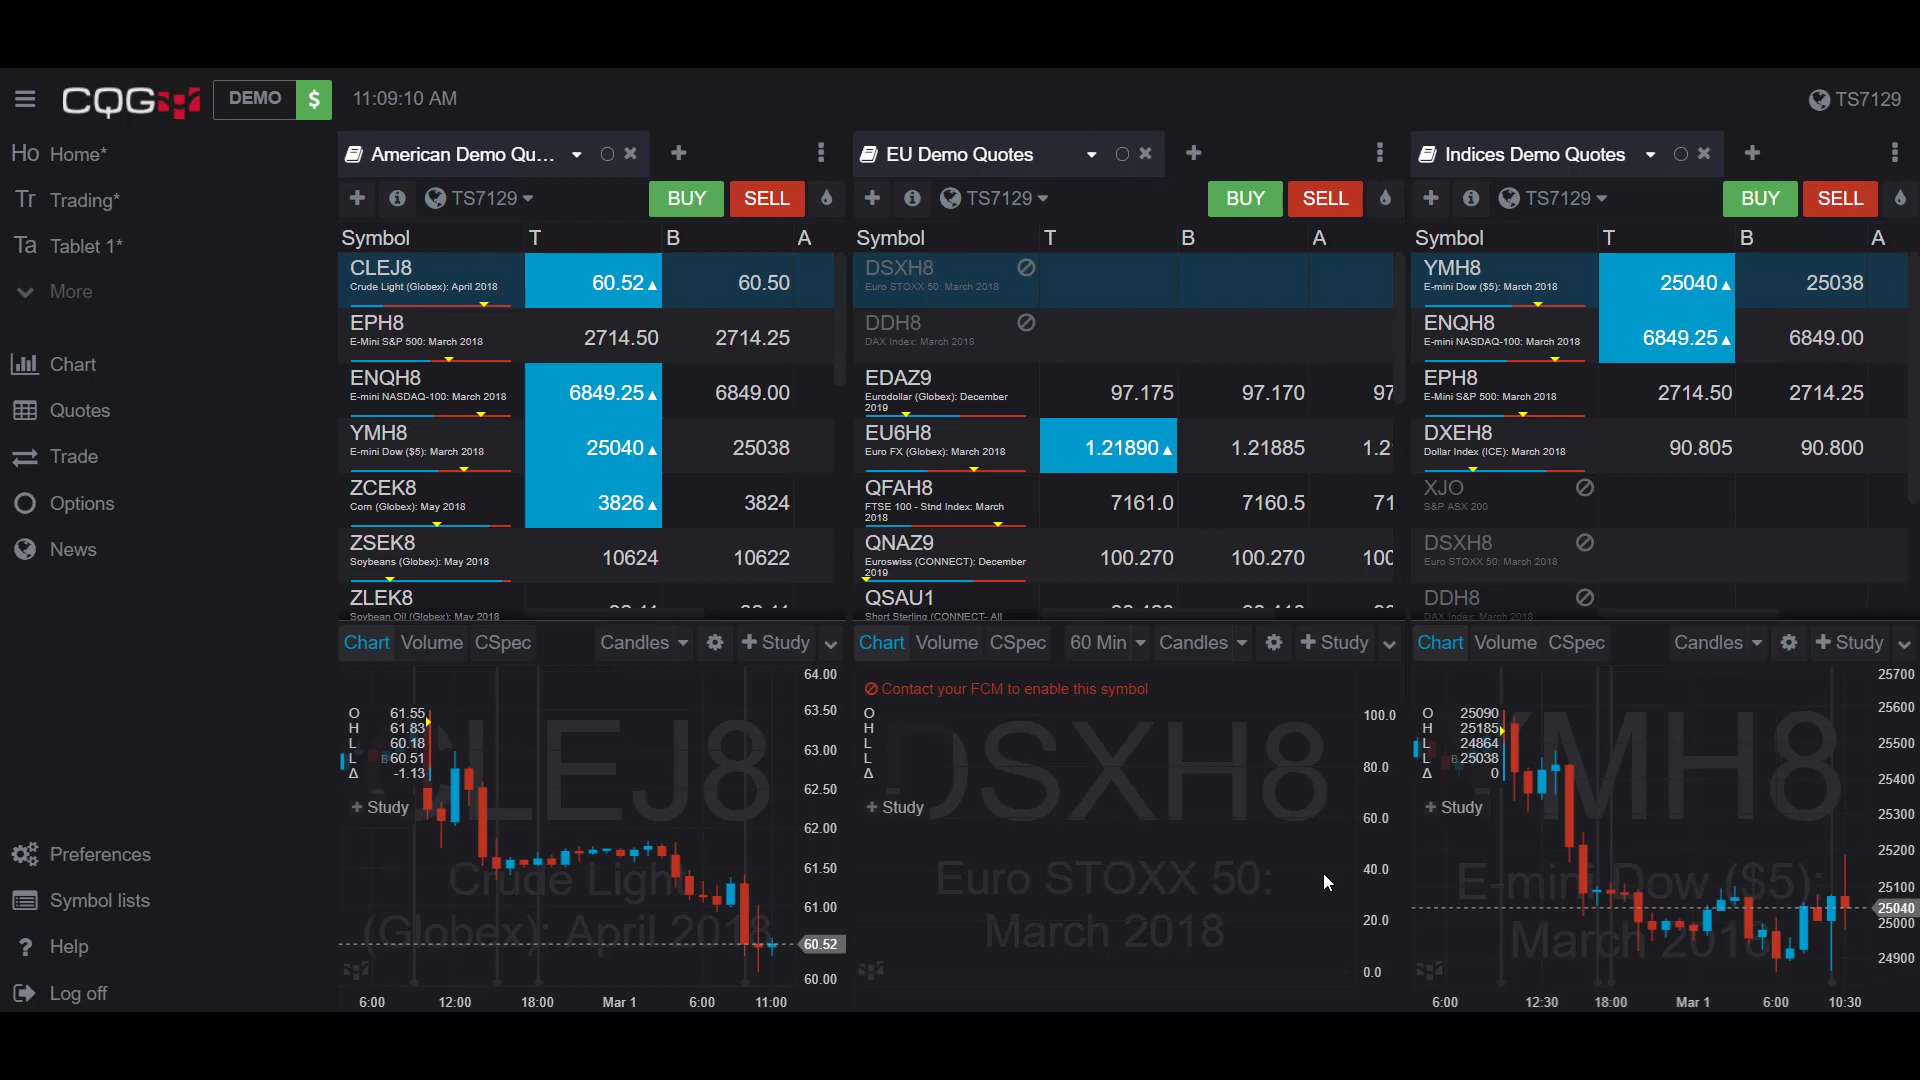 CQG DEMO $ 11:09:10 AM TS7129
Ho Home*
Tr Trading*
Ta Tablet 1*
More
Chart
Quotes
Trade
Options
News
Preferences
Symbol lists
? Help
Log off
American Demo Qu...
TS7129 BUY SELL
Symbol T B A
CLEJ8 60.52 60.50
Crude Light (Globex): April 2018
EPH8 2714.50 2714.25
E-Mini S&P 500: March 2018
ENQH8 6849.25 6849.00
E-mini NASDAQ-100: March 2018
YMH8 25040 25038
E-mini Dow ($5): March 2018
ZCEK8 3826 3824
Corn (Globex): May 2018
ZSEK8 10624 10622
Soybeans (Globex): May 2018
ZLEK8
Soybean Oil (Globex): May 2018
Chart Volume CSpec Candles + Study
CLEJ8
Crude Light
(Globex): April 2018
O 61.55
H 61.83
L 60.18
L 60.51
Δ -1.13
+ Study
64.00
63.50
63.00
62.50
62.00
61.50
61.00
60.52
60.00
6:00 12:00 18:00 Mar 1 6:00 11:00
EU Demo Quotes
TS7129 BUY SELL
Symbol T B A
DSXH8
Euro STOXX 50: March 2018
DDH8
DAX Index: March 2018
EDAZ9 97.175 97.170 97
Eurodollar (Globex): December
2019
EU6H8 1.21890 1.21885 1.2
Euro FX (Globex): March 2018
QFAH8 7161.0 7160.5 71
FTSE 100 - Stnd Index: March
2018
QNAZ9 100.270 100.270 100
Euroswiss (CONNECT): December
2019
QSAU1
Short Sterling (CONNECT- All
Chart Volume CSpec 60 Min Candles + Study
Contact your FCM to enable this symbol
DSXH8
Euro STOXX 50:
March 2018
O
H
L
L
Δ
+ Study
100.0
80.0
60.0
40.0
20.0
0.0
Indices Demo Quotes
TS7129 BUY SELL
Symbol T B A
YMH8 25040 25038
E-mini Dow ($5): March 2018
ENQH8 6849.25 6849.00
E-mini NASDAQ-100: March 2018
EPH8 2714.50 2714.25
E-Mini S&P 500: March 2018
DXEH8 90.805 90.800
Dollar Index (ICE): March 2018
XJO
S&P ASX 200
DSXH8
Euro STOXX 50: March 2018
DDH8
DAX Index: March 2018
Chart Volume CSpec Candles + Study
YMH8
E-mini Dow ($5):
March 2018
O 25090
H 25185
L 24864
L 25038
Δ 0
+ Study
25700
25600
25500
25400
25300
25200
25100
25040
25000
24900
6:00 12:30 18:00 Mar 1 6:00 10:30